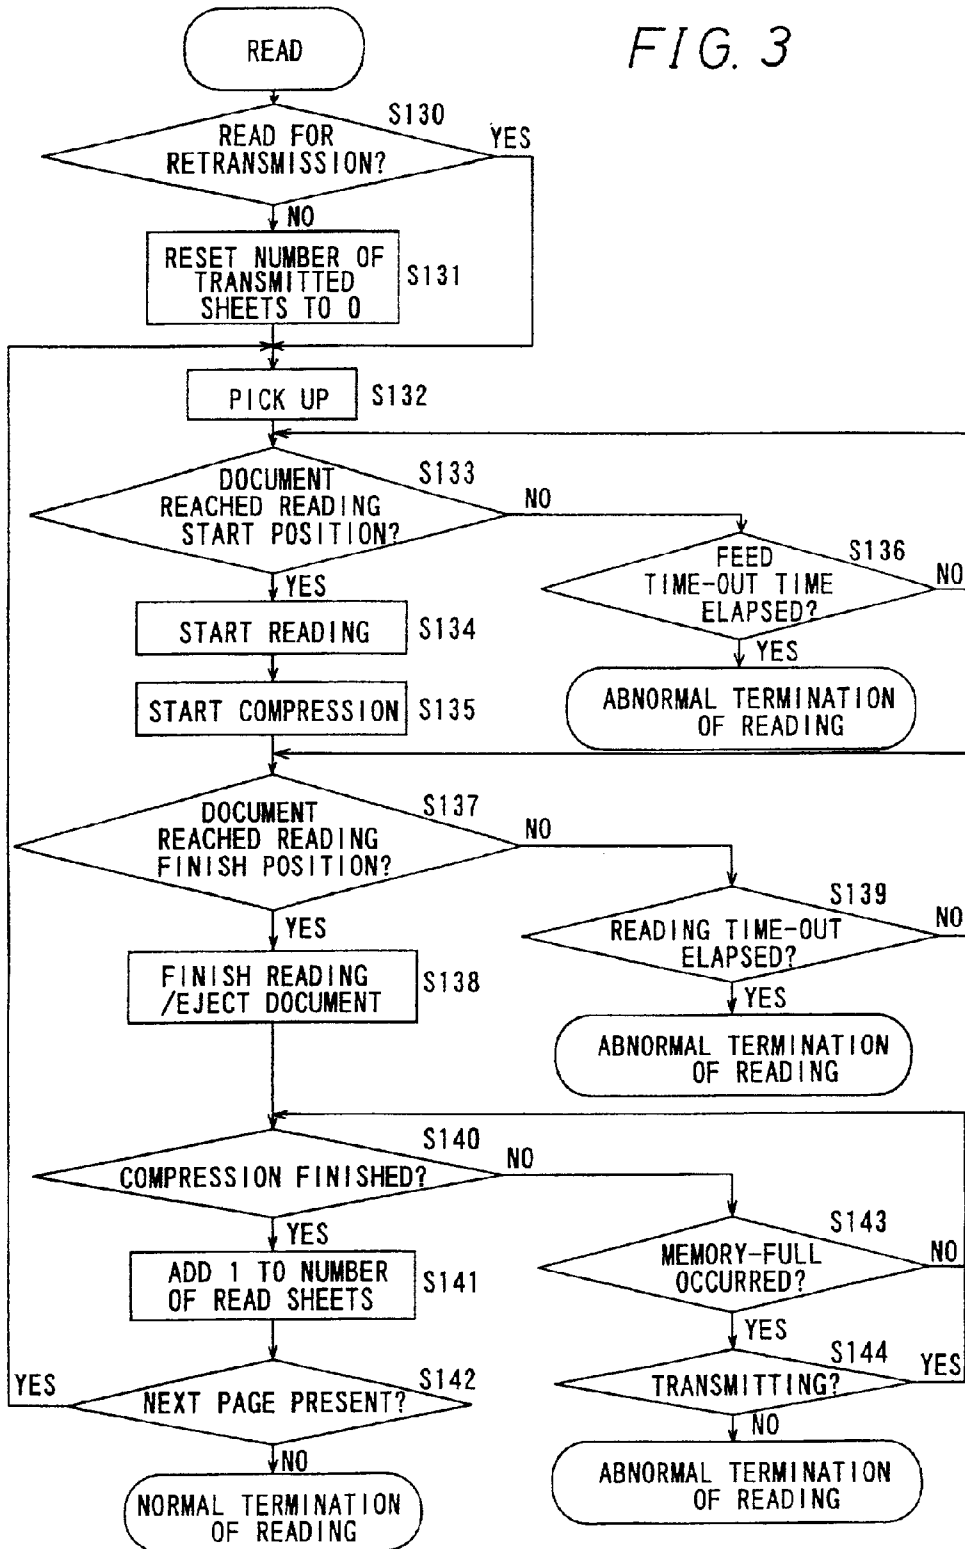 FIG. 3
READ
S130
READ FOR
RETRANSMISSION?
YES
NO
RESET NUMBER OF
TRANSMITTED
SHEETS TO 0
S131
PICK UP
S132
DOCUMENT
REACHED READING
START POSITION?
S133
NO
YES
FEED
TIME-OUT TIME
ELAPSED?
S136
NO
YES
START READING
S134
ABNORMAL TERMINATION
OF READING
START COMPRESSION
S135
DOCUMENT
REACHED READING
FINISH POSITION?
S137
NO
YES
READING TIME-OUT
ELAPSED?
S139
NO
YES
FINISH READING
/EJECT DOCUMENT
S138
ABNORMAL TERMINATION
OF READING
COMPRESSION FINISHED?
S140
NO
YES
MEMORY-FULL
OCCURRED?
S143
NO
YES
ADD 1 TO NUMBER
OF READ SHEETS
S141
TRANSMITTING?
S144
YES
NO
NEXT PAGE PRESENT?
S142
YES
NO
ABNORMAL TERMINATION
OF READING
NORMAL TERMINATION
OF READING